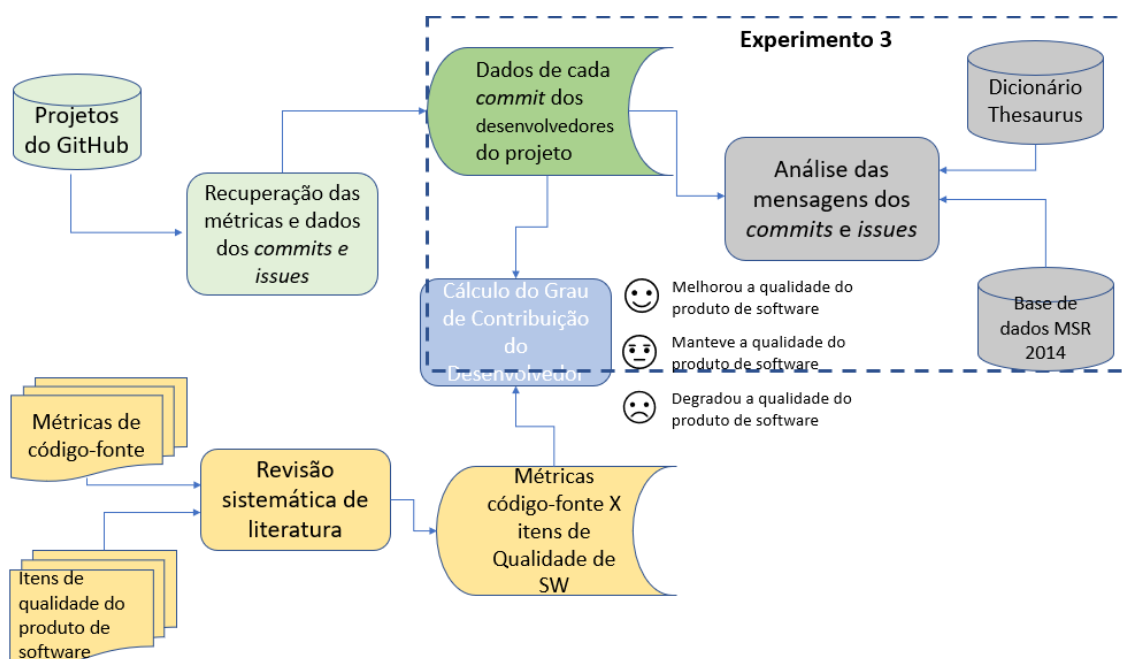 Experimento 3
Projetos
do GitHub
Dados de cada
commit dos
desenvolvedores
do projeto
Dicionário
Thesaurus
Recuperação das
métricas e dados
dos commits e
issues
Análise das
mensagens dos
commits e issues
Cálculo do Grau
de Contribuição
do
Desenvolvedor
Melhorou a qualidade do
produto de software
Manteve a qualidade do
produto de software
Degradou a qualidade do
produto de software
Base de
dados MSR
2014
Métricas de
código-fonte
Revisão
sistemática de
literatura
Métricas
código-fonte X
itens de
Qualidade de
SW
Itens de
qualidade do
produto de
software